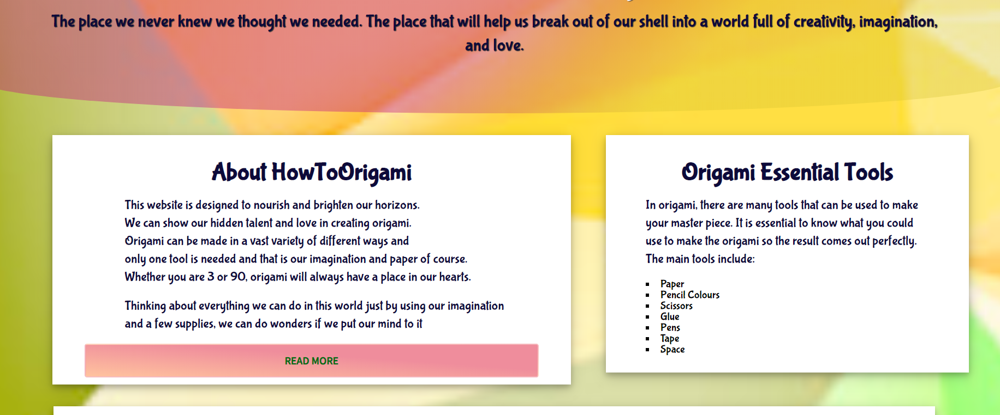 The place we never knew we thought we needed. The place that will help us break out of our shell into a world full of creativity, imagination,
and love.
About HowToOrigami
This website is designed to nourish and brighten our horizons.
We can show our hidden talent and love in creating origami.
Origami can be made in a vast variety of different ways and
only one tool is needed and that is our imagination and paper of course.
Whether you are 3 or 90, origami will always have a place in our hearts.
Thinking about everything we can do in this world just by using our imagination
and a few supplies, we can do wonders if we put our mind to it
READ MORE
Origami Essential Tools
In origami, there are many tools that can be used to make
your master piece. It is essential to know what you could
use to make the origami so the result comes out perfectly.
The main tools include:
Paper
Pencil Colours
Scissors
Glue
Pens
Tape
Space